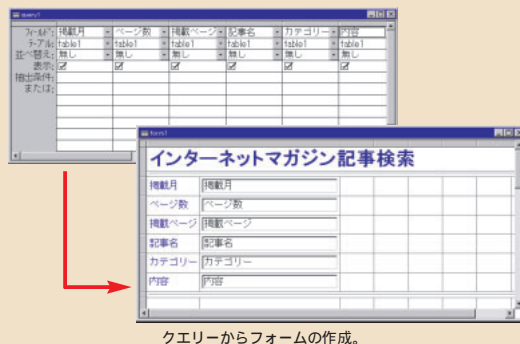 query1
フィールド: 掲載月 ページ数 掲載ページ 記事名 カテゴリー 内容
テーブル: table1 table1 table1 table1 table1 table1
並べ替え: 無し 無し 無し 無し 無し 無し
表示:
抽出条件:
または:
form1
インターネットマガジン記事検索
掲載月 掲載月
ページ数 ページ数
掲載ページ 掲載ページ
記事名 記事名
カテゴリー カテゴリー
内容 内容
クエリーからフォームの作成。